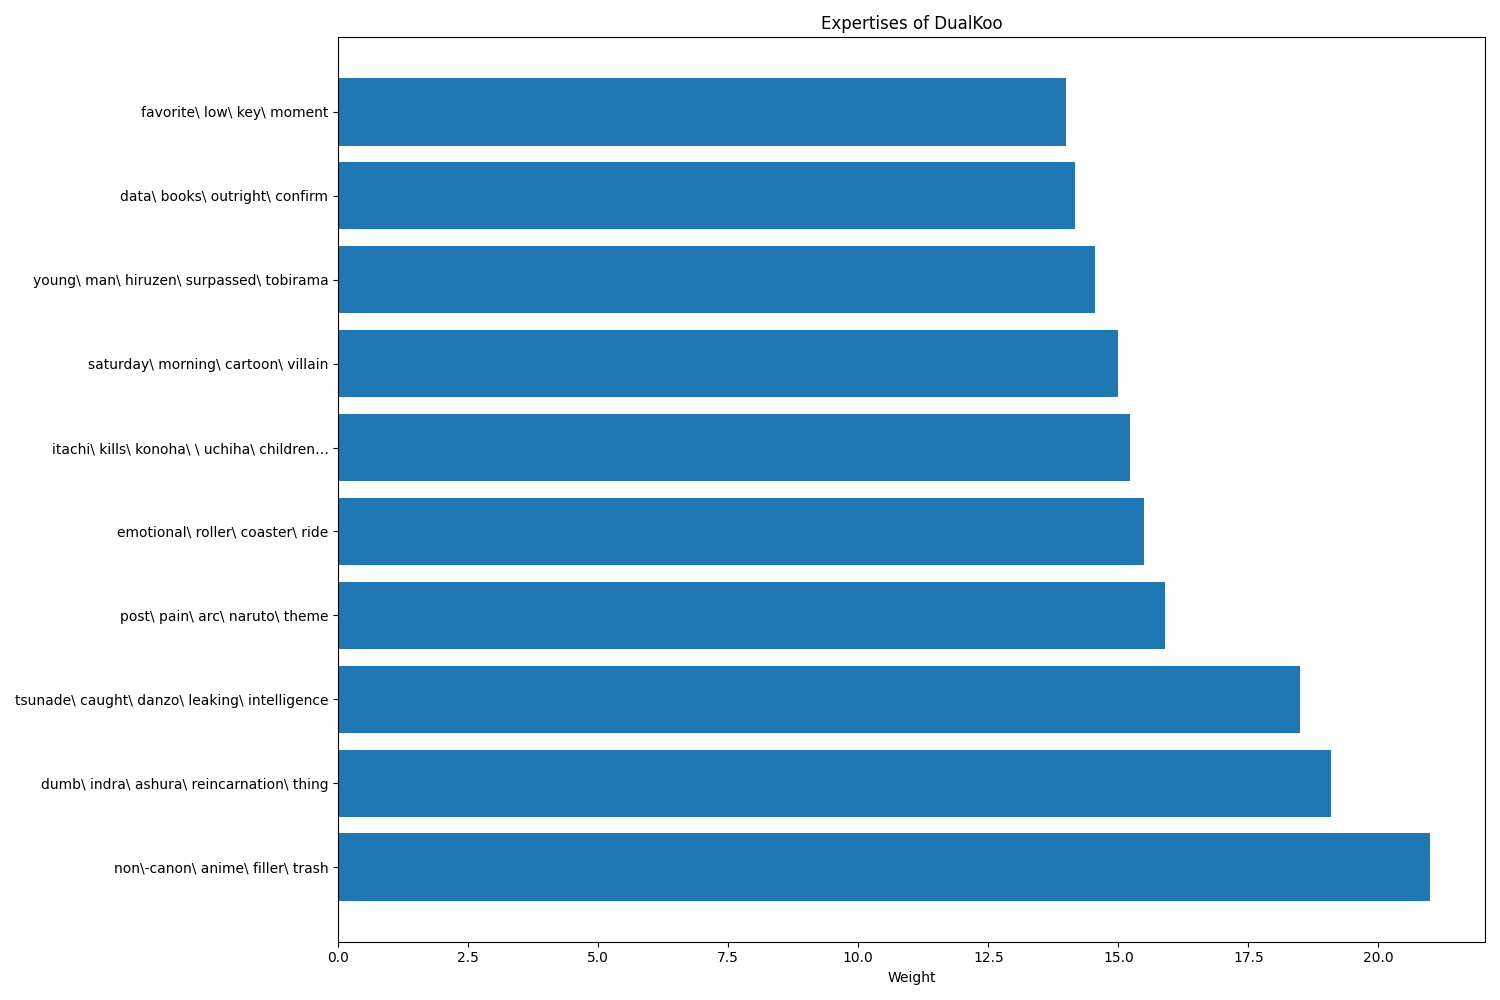 Expertises of DualKoo
favorite\ low\ key\ moment
data\ books\ outright\ confirm
young\ man\ hiruzen\ surpassed\ tobirama
saturday\ morning\ cartoon\ villain
itachi\ kills\ konoha\ \ uchiha\ children…
emotional\ roller\ coaster\ ride
post\ pain\ arc\ naruto\ theme
tsunade\ caught\ danzo\ leaking\ intelligence
dumb\ indra\ ashura\ reincarnation\ thing
non\-canon\ anime\ filler\ trash
0.0 2.5 5.0 7.5 10.0 12.5 15.0 17.5 20.0
Weight